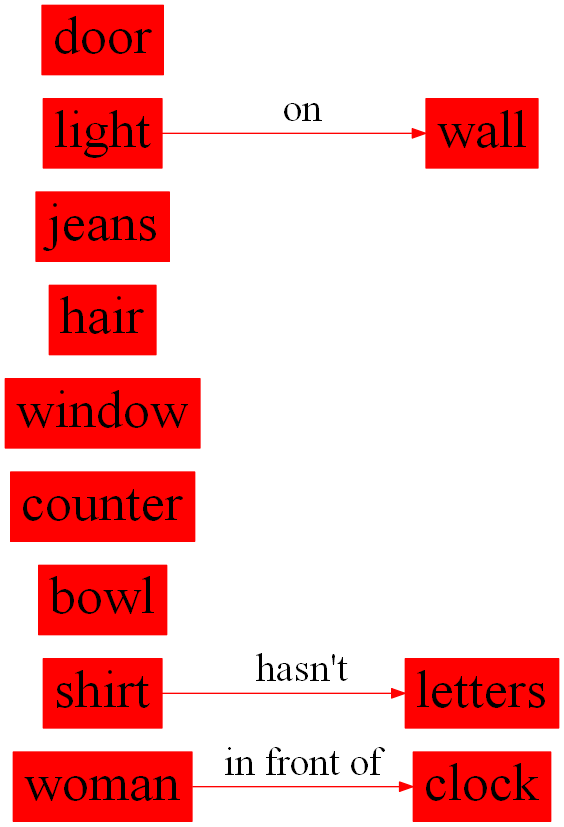 door
light on wall
jeans
hair
window
counter
bowl
shirt hasn't letters
woman in front of clock